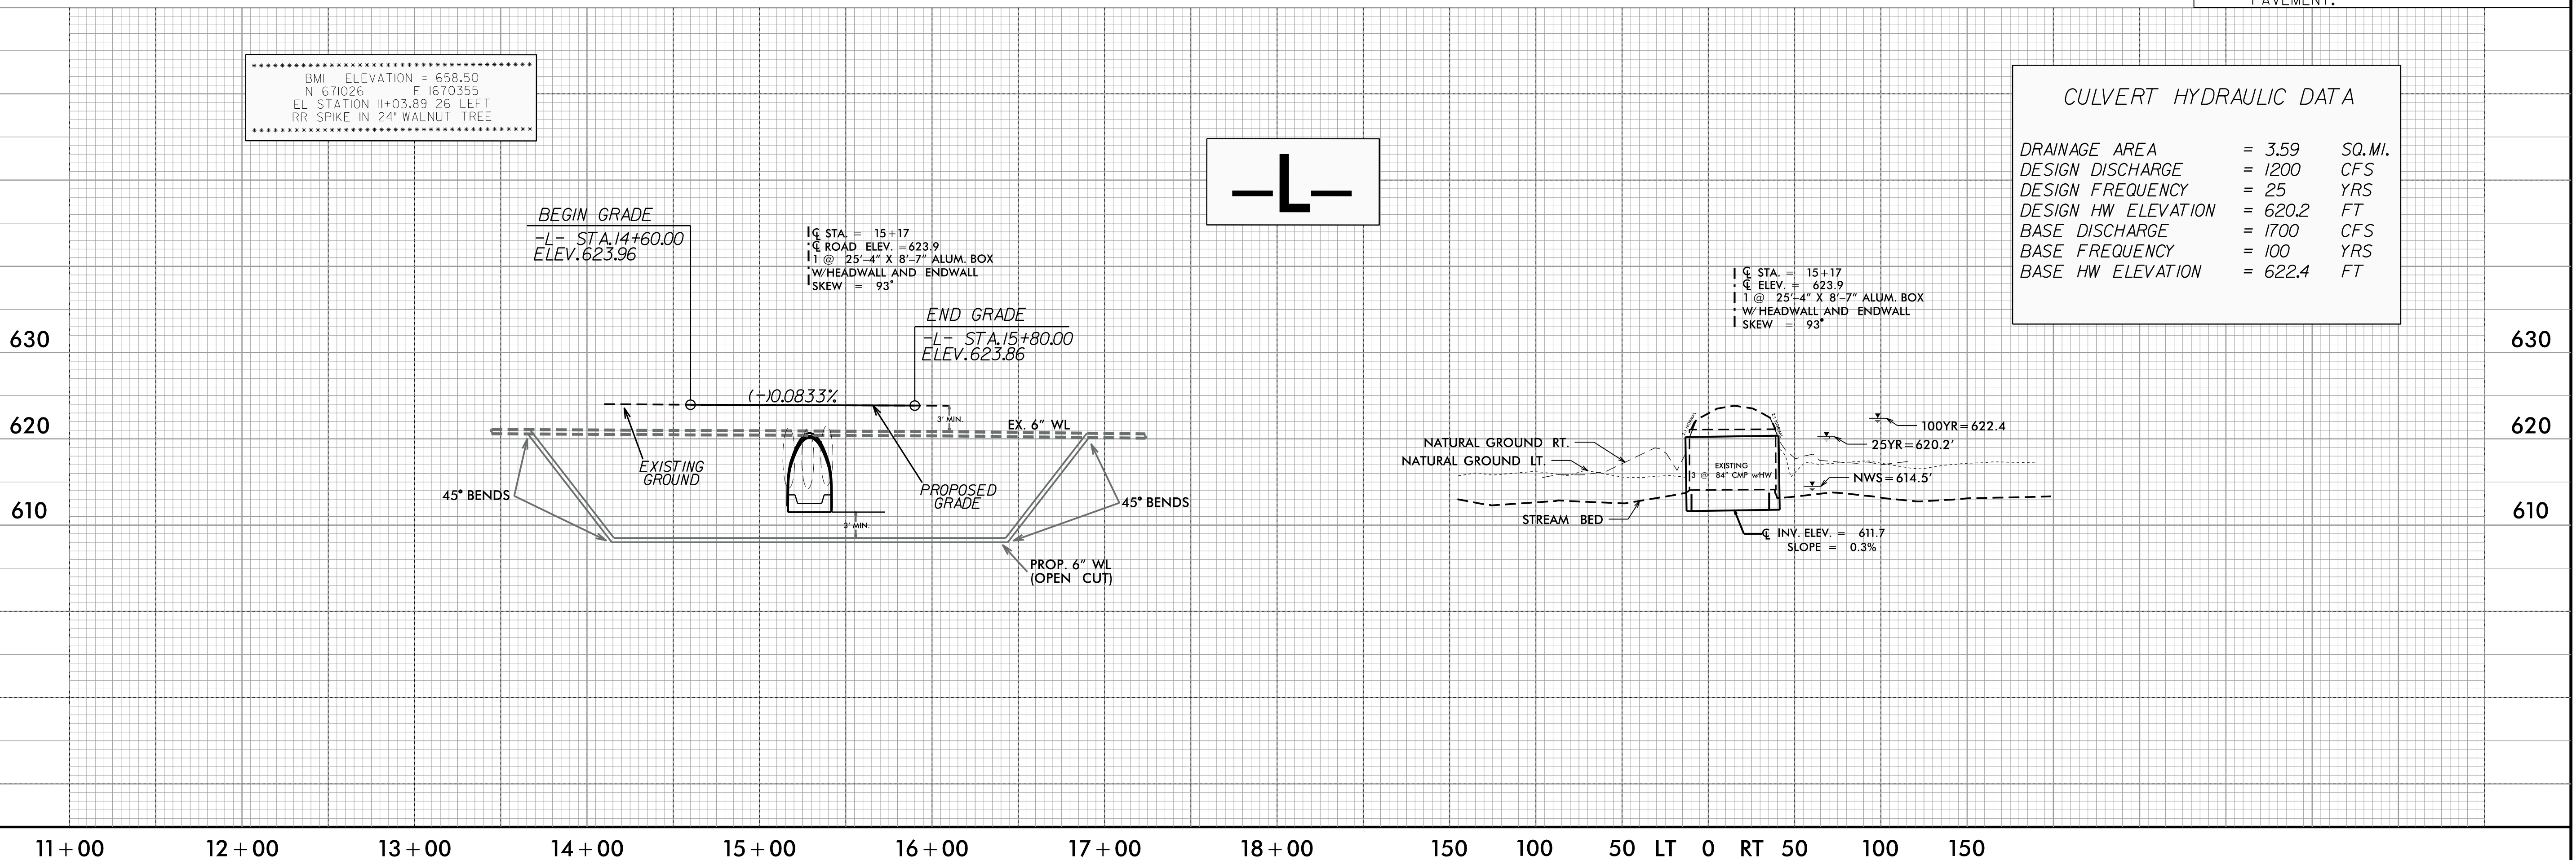 PAVEMENT.
BM1 ELEVATION = 658.50
N 671026 E 1670355
EL STATION 11+03.89 26 LEFT
RR SPIKE IN 24" WALNUT TREE
CULVERT HYDRAULIC DATA
DRAINAGE AREA = 3.59 SQ.MI.
DESIGN DISCHARGE = 1200 CFS
DESIGN FREQUENCY = 25 YRS
DESIGN HW ELEVATION = 620.2 FT
BASE DISCHARGE = 1700 CFS
BASE FREQUENCY = 100 YRS
BASE HW ELEVATION = 622.4 FT
-L-
BEGIN GRADE
-L- STA.14+60.00
ELEV.623.96
℄ STA. = 15+17
℄ ROAD ELEV. =623.9
1 @ 25'-4" X 8'-7" ALUM. BOX
W/HEADWALL AND ENDWALL
SKEW = 93°
END GRADE
-L- STA.15+80.00
ELEV.623.86
℄ STA. = 15+17
℄ ELEV. = 623.9
1 @ 25'-4" X 8'-7" ALUM. BOX
W/HEADWALL AND ENDWALL
SKEW = 93°
630
630
(-)0.0833%
3' MIN.
EX. 6" WL
620
620
100YR=622.4
25YR=620.2'
NATURAL GROUND RT.
NATURAL GROUND LT.
EXISTING
GROUND
EXISTING
3 @ 84" CMP w/HW
NWS=614.5'
PROPOSED
GRADE
45° BENDS
45° BENDS
610
610
3' MIN.
STREAM BED
℄ INV. ELEV. = 611.7
SLOPE = 0.3%
PROP. 6" WL
(OPEN CUT)
11+00 12+00 13+00 14+00 15+00 16+00 17+00 18+00 150 100 50 LT 0 RT 50 100 150